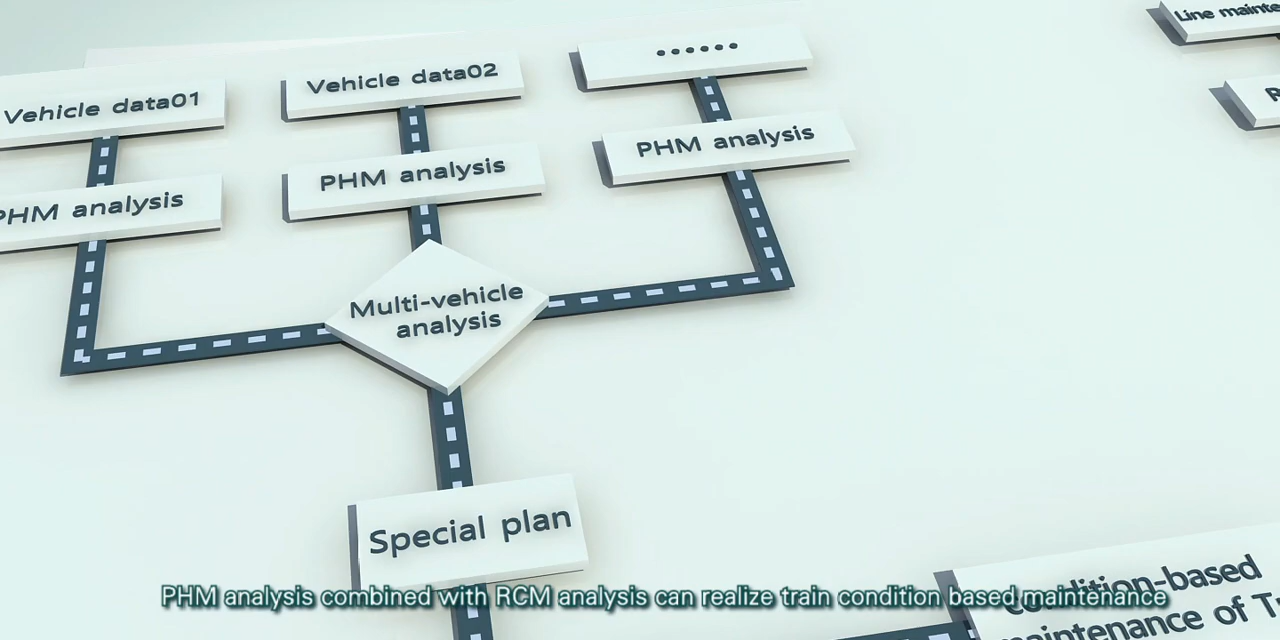 Line
Vehicle data01
Vehicle data02
••••••
PHM analysis
PHM analysis
PHM analysis
Multi-vehicle
analysis
Special plan
Condition-based
maintenance of
PHM analysis combined with RCM analysis can realize train condition based maintenance